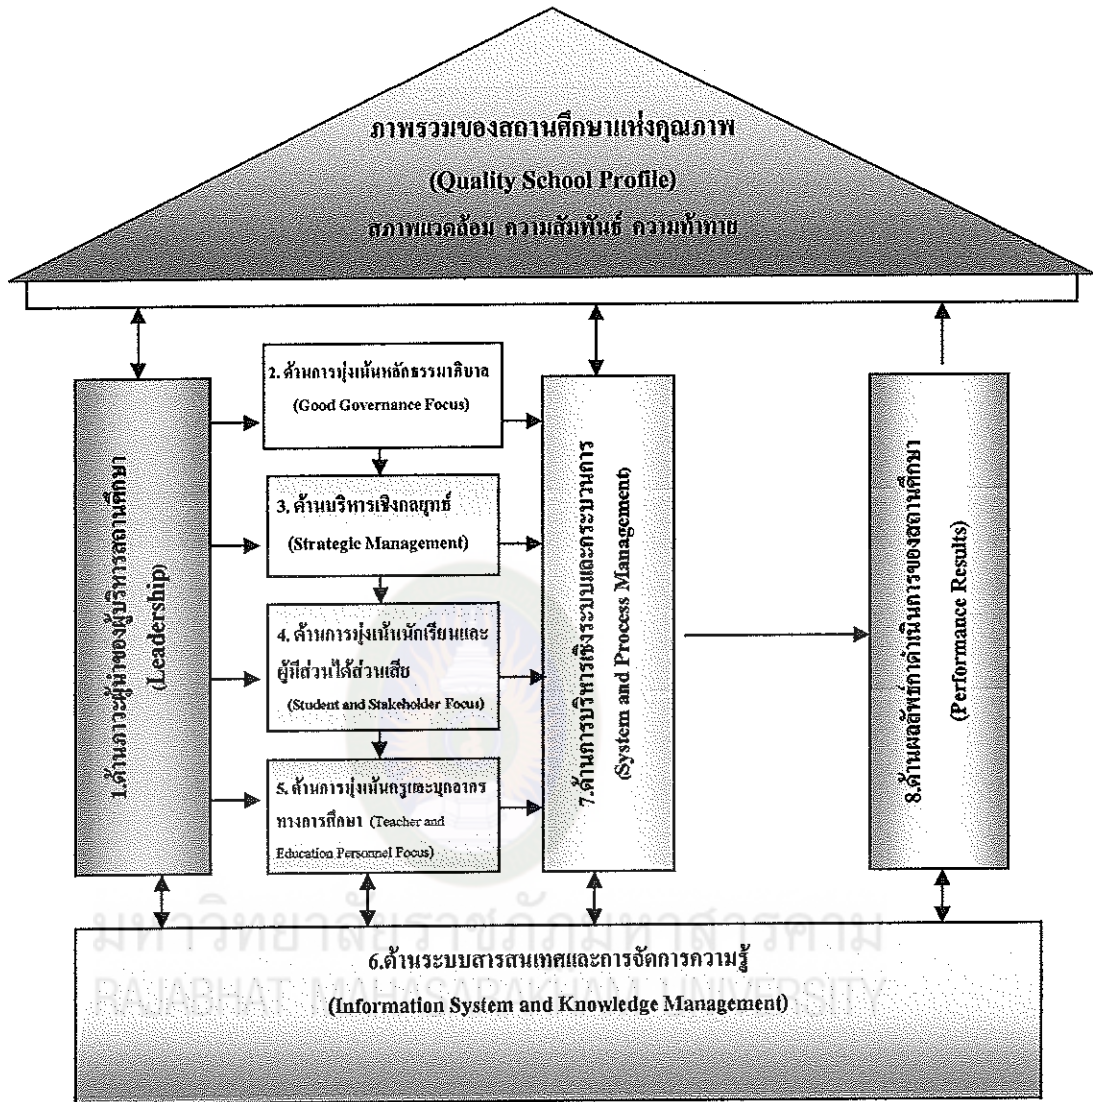 ภาพรวมของสถานศึกษาแห่งคุณภาพ
(Quality School Profile)
สภาพแวดล้อม ความสัมพันธ์ ความท้าทาย
1.ด้านภาวะผู้นำของผู้บริหารสถานศึกษา
(Leadership)
2. ด้านการมุ่งเน้นหลักธรรมาภิบาล
(Good Governance Focus)
3. ด้านบริหารเชิงกลยุทธ์
(Strategic Management)
4. ด้านการมุ่งเน้นนักเรียนและ
ผู้มีส่วนได้ส่วนเสีย
(Student and Stakeholder Focus)
5. ด้านการมุ่งเน้นครูและบุคลากร
ทางการศึกษา (Teacher and
Education Personnel Focus)
7.ด้านการบริหารเชิงระบบและกระบวนการ
(System and Process Management)
8.ด้านผลลัพธ์การดำเนินการของสถานศึกษา
(Performance Results)
มหาวิทยาลัยราชภัฏมหาสารคาม
6.ด้านระบบสารสนเทศและการจัดการความรู้
RAJABHAT MAHASARAKHAM UNIVERSITY
(Information System and Knowledge Management)